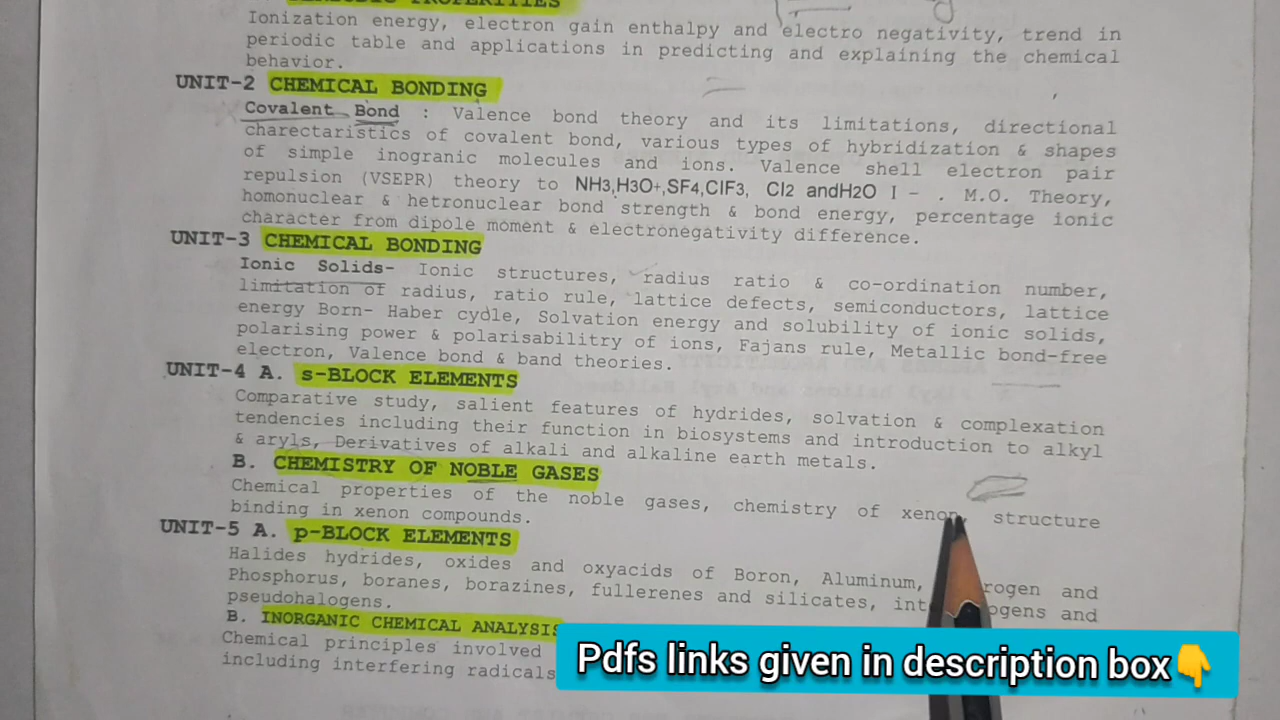 PERIODIC PROPERTIES
Ionization energy, electron gain enthalpy and electro negativity, trend in
periodic table and applications in predicting and explaining the chemical
behavior.
UNIT-2 CHEMICAL BONDING
Covalent Bond : Valence bond theory and its limitations, directional
charectaristics of covalent bond, various types of hybridization & shapes
of simple inogranic molecules and ions. Valence shell electron pair
repulsion (VSEPR) theory to NH3,H3O+,SF4,CIF3, CI2 andH2O I - . M.O. Theory,
homonuclear & hetronuclear bond strength & bond energy, percentage ionic
character from dipole moment & electronegativity difference.
UNIT-3 CHEMICAL BONDING
Ionic Solids- Ionic structures, radius ratio & co-ordination number,
limitation of radius, ratio rule, lattice defects, semiconductors, lattice
energy Born- Haber cycle, Solvation energy and solubility of ionic solids,
polarising power & polarisabilitry of ions, Fajans rule, Metallic bond-free
electron, Valence bond & band theories.
UNIT-4 A. s-BLOCK ELEMENTS
Comparative study, salient features of hydrides, solvation & complexation
tendencies including their function in biosystems and introduction to alkyl
& aryls, Derivatives of alkali and alkaline earth metals.
B. CHEMISTRY OF NOBLE GASES
Chemical properties of the noble gases, chemistry of xenon, structure
binding in xenon compounds.
UNIT-5 A. p-BLOCK ELEMENTS
Halides hydrides, oxides and oxyacids of Boron, Aluminum, rogen and
Phosphorus, boranes, borazines, fullerenes and silicates, int ogens and
pseudohalogens.
B. INORGANIC CHEMICAL ANALYSIS
Chemical principles involved
including interfering radicals
Pdfs links given in description box👇